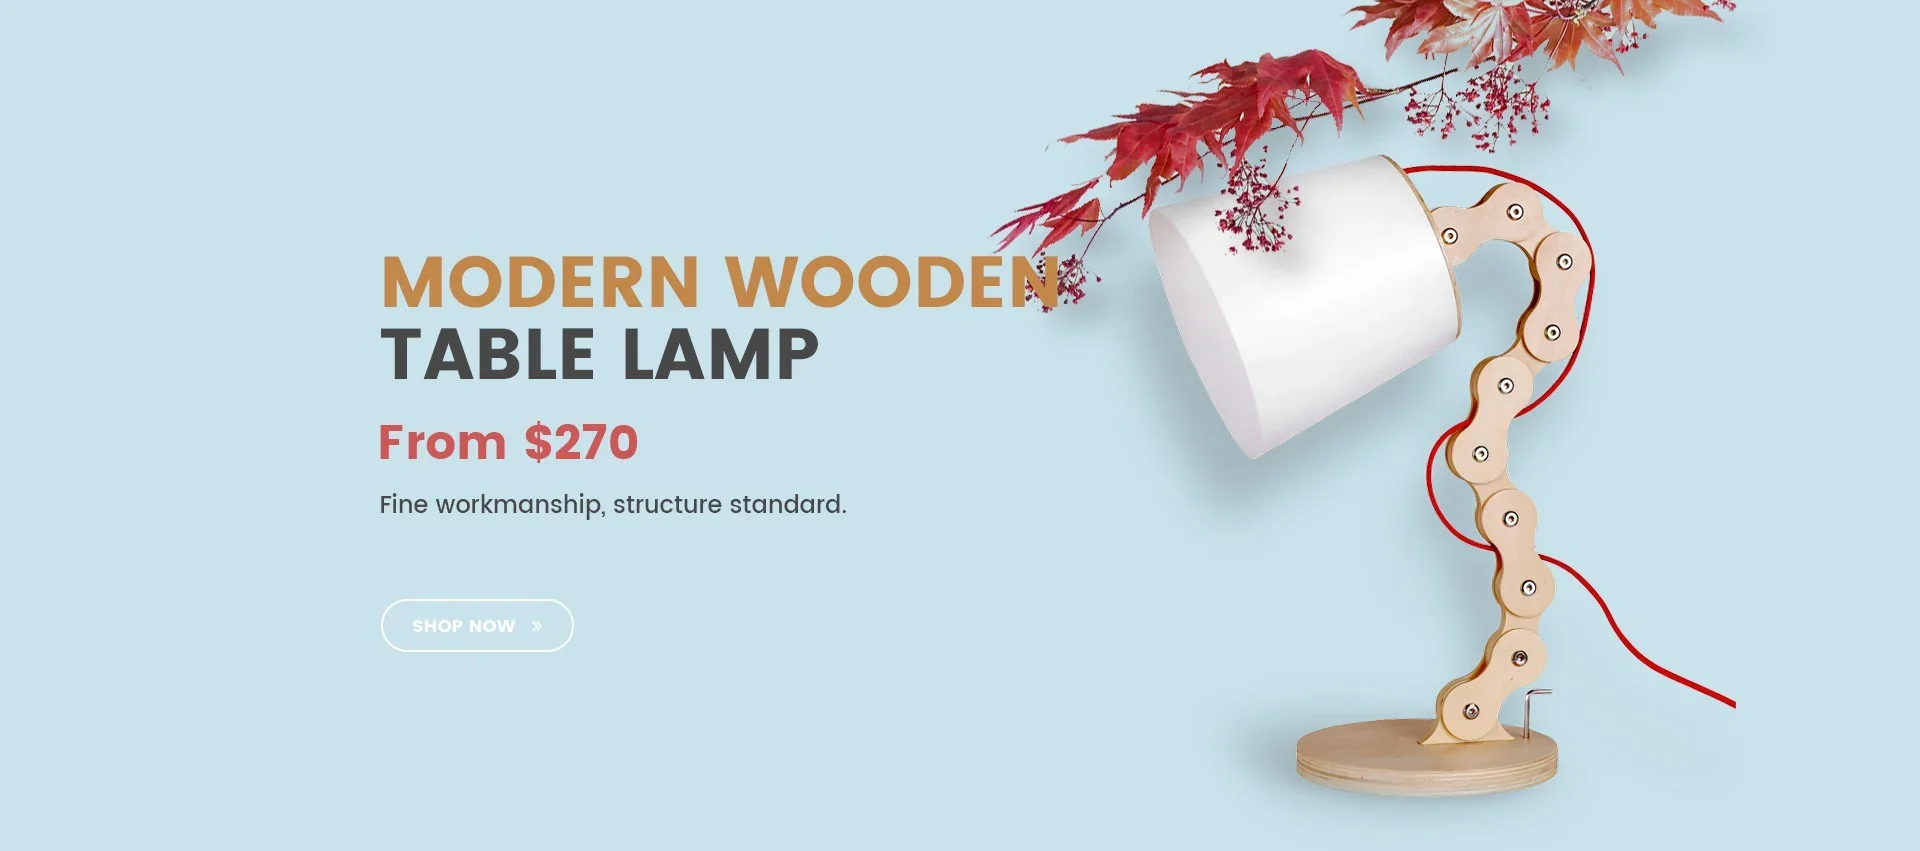 MODERN WOODEN
TABLE LAMP
From $270
Fine workmanship, structure standard.
SHOP NOW »